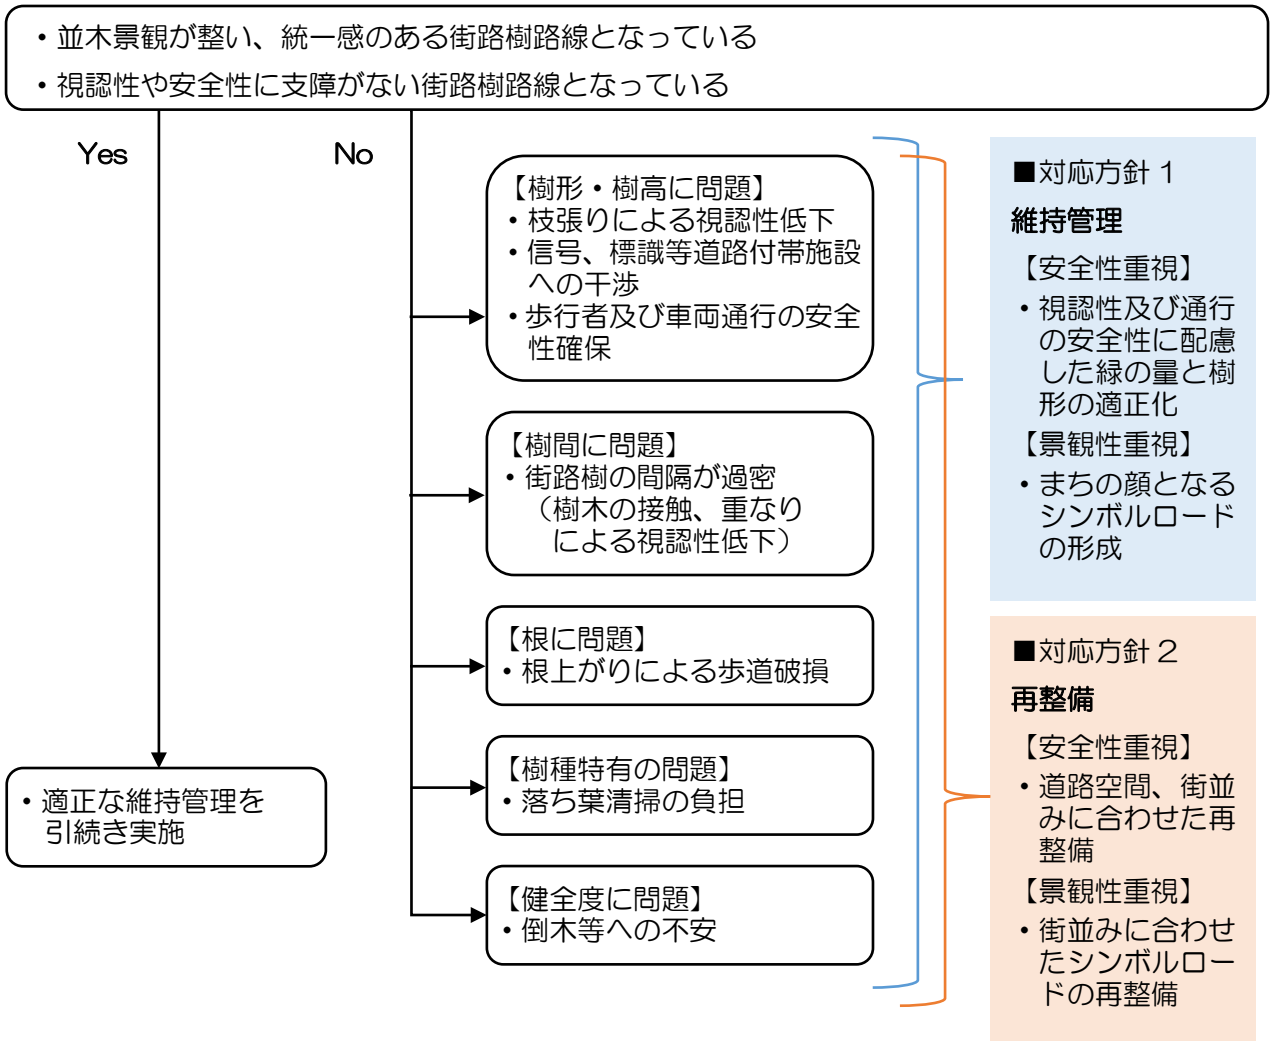 ・並木景観が整い、統一感のある街路樹路線となっている
・視認性や安全性に支障がない街路樹路線となっている
Yes
No
【樹形・樹高に問題】
・枝張りによる視認性低下
・信号、標識等道路付帯施設
への干渉
・歩行者及び車両通行の安全
性確保
【樹間に問題】
・街路樹の間隔が過密
（樹木の接触、重なり
による視認性低下）
【根に問題】
・根上がりによる歩道破損
【樹種特有の問題】
・落ち葉清掃の負担
【健全度に問題】
・倒木等への不安
・適正な維持管理を
引続き実施
■対応方針１
維持管理
【安全性重視】
・視認性及び通行
の安全性に配慮
した緑の量と樹
形の適正化
【景観性重視】
・まちの顔となる
シンボルロード
の形成
■対応方針２
再整備
【安全性重視】
・道路空間、街並
みに合わせた再
整備
【景観性重視】
・街並みに合わせ
たシンボルロー
ドの再整備